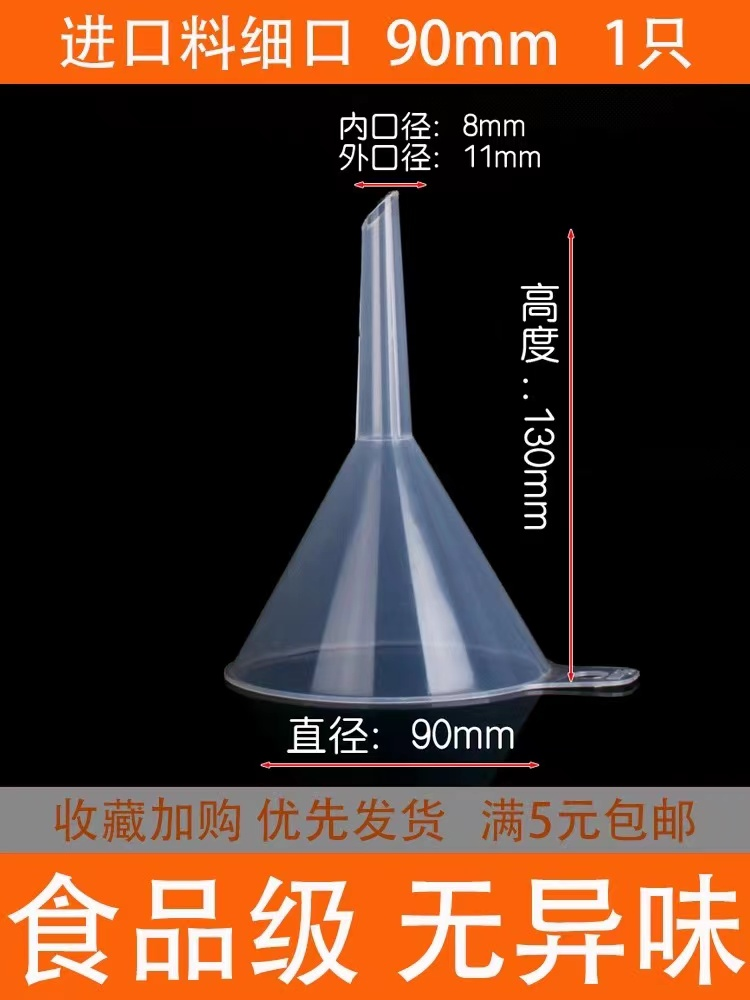 进口料细口 90mm 1只
内口径: 8mm
外口径: 11mm
高度: 130mm
直径: 90mm
收藏加购 优先发货 满5元包邮
食品级 无异味